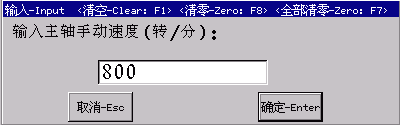 输入-Input <清空-Clear: F1> <清零-Zero: F8> <全部清零-Zero: F7>
输入主轴手动速度(转/分):
800
取消-Esc 确定-Enter